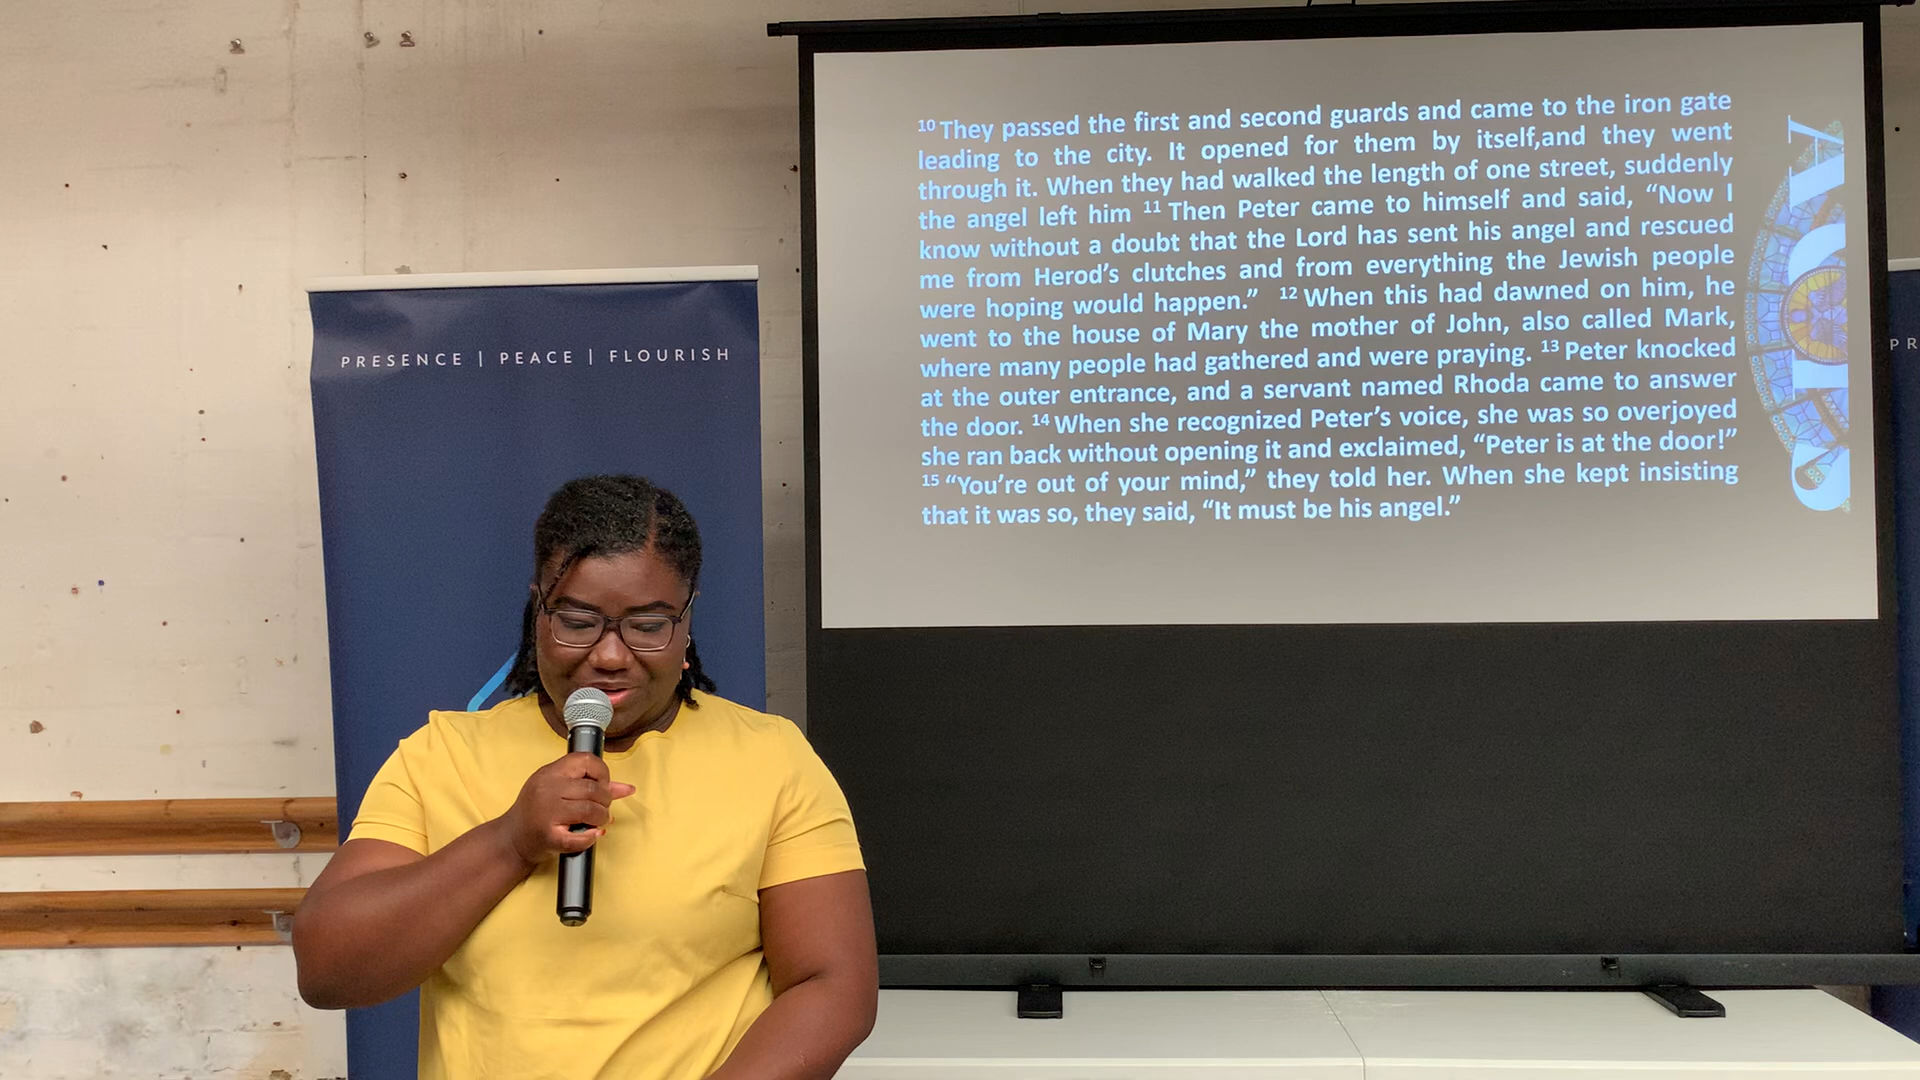 PRESENCE | PEACE | FLOURISH
10 They passed the first and second guards and came to the iron gate
leading to the city. It opened for them by itself,and they went
through it. When they had walked the length of one street, suddenly
the angel left him 11 Then Peter came to himself and said, “Now I
know without a doubt that the Lord has sent his angel and rescued
me from Herod’s clutches and from everything the Jewish people
were hoping would happen.” 12 When this had dawned on him, he
went to the house of Mary the mother of John, also called Mark,
where many people had gathered and were praying. 13 Peter knocked
at the outer entrance, and a servant named Rhoda came to answer
the door. 14 When she recognized Peter’s voice, she was so overjoyed
she ran back without opening it and exclaimed, “Peter is at the door!”
15 “You’re out of your mind,” they told her. When she kept insisting
that it was so, they said, “It must be his angel.”
PR